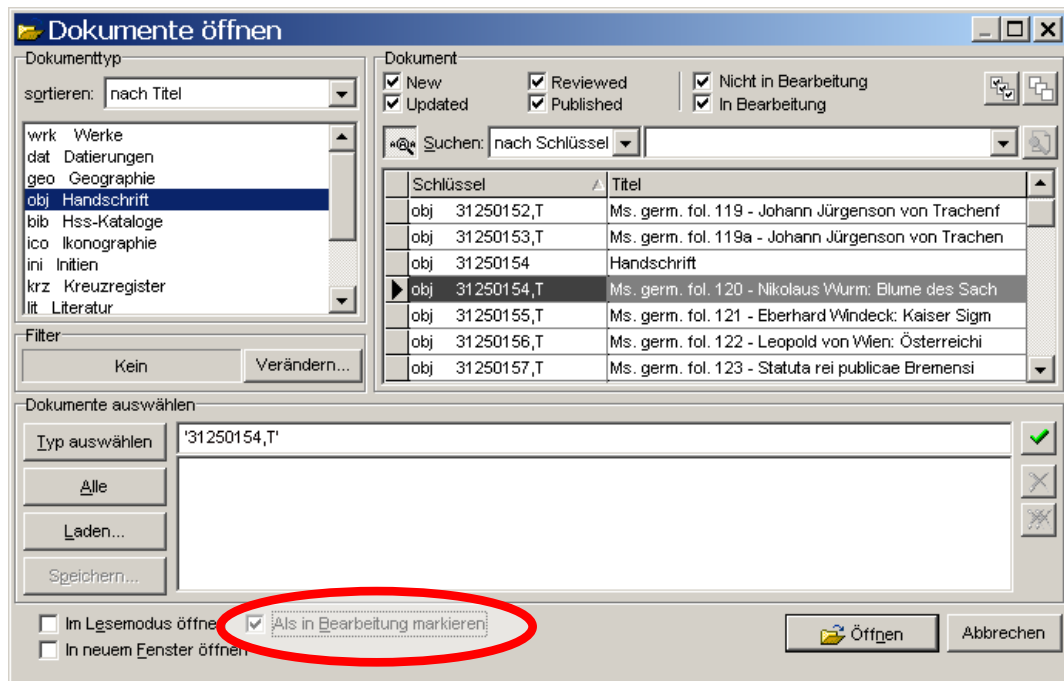 Dokumente öffnen
Dokumenttyp
sortieren: nach Titel
wrk Werke
dat Datierungen
geo Geographie
obj Handschrift
bib Hss-Kataloge
ico Ikonographie
ini Initien
krz Kreuzregister
lit Literatur
Filter
Kein Verändern...
Dokument
New Reviewed Nicht in Bearbeitung
Updated Published In Bearbeitung
Suchen: nach Schlüssel
Schlüssel Titel
obj 31250152,T Ms. germ. fol. 119 - Johann Jürgenson von Trachenf
obj 31250153,T Ms. germ. fol. 119a - Johann Jürgenson von Trachen
obj 31250154 Handschrift
obj 31250154,T Ms. germ. fol. 120 - Nikolaus Wurm: Blume des Sach
obj 31250155,T Ms. germ. fol. 121 - Eberhard Windeck: Kaiser Sigm
obj 31250156,T Ms. germ. fol. 122 - Leopold von Wien: Österreichi
obj 31250157,T Ms. germ. fol. 123 - Statuta rei publicae Bremensi
Dokumente auswählen
Typ auswählen '31250154,T'
Alle
Laden...
Speichern...
Im Lesemodus öffne Als in Bearbeitung markieren
In neuem Fenster öffnen
Öffnen Abbrechen